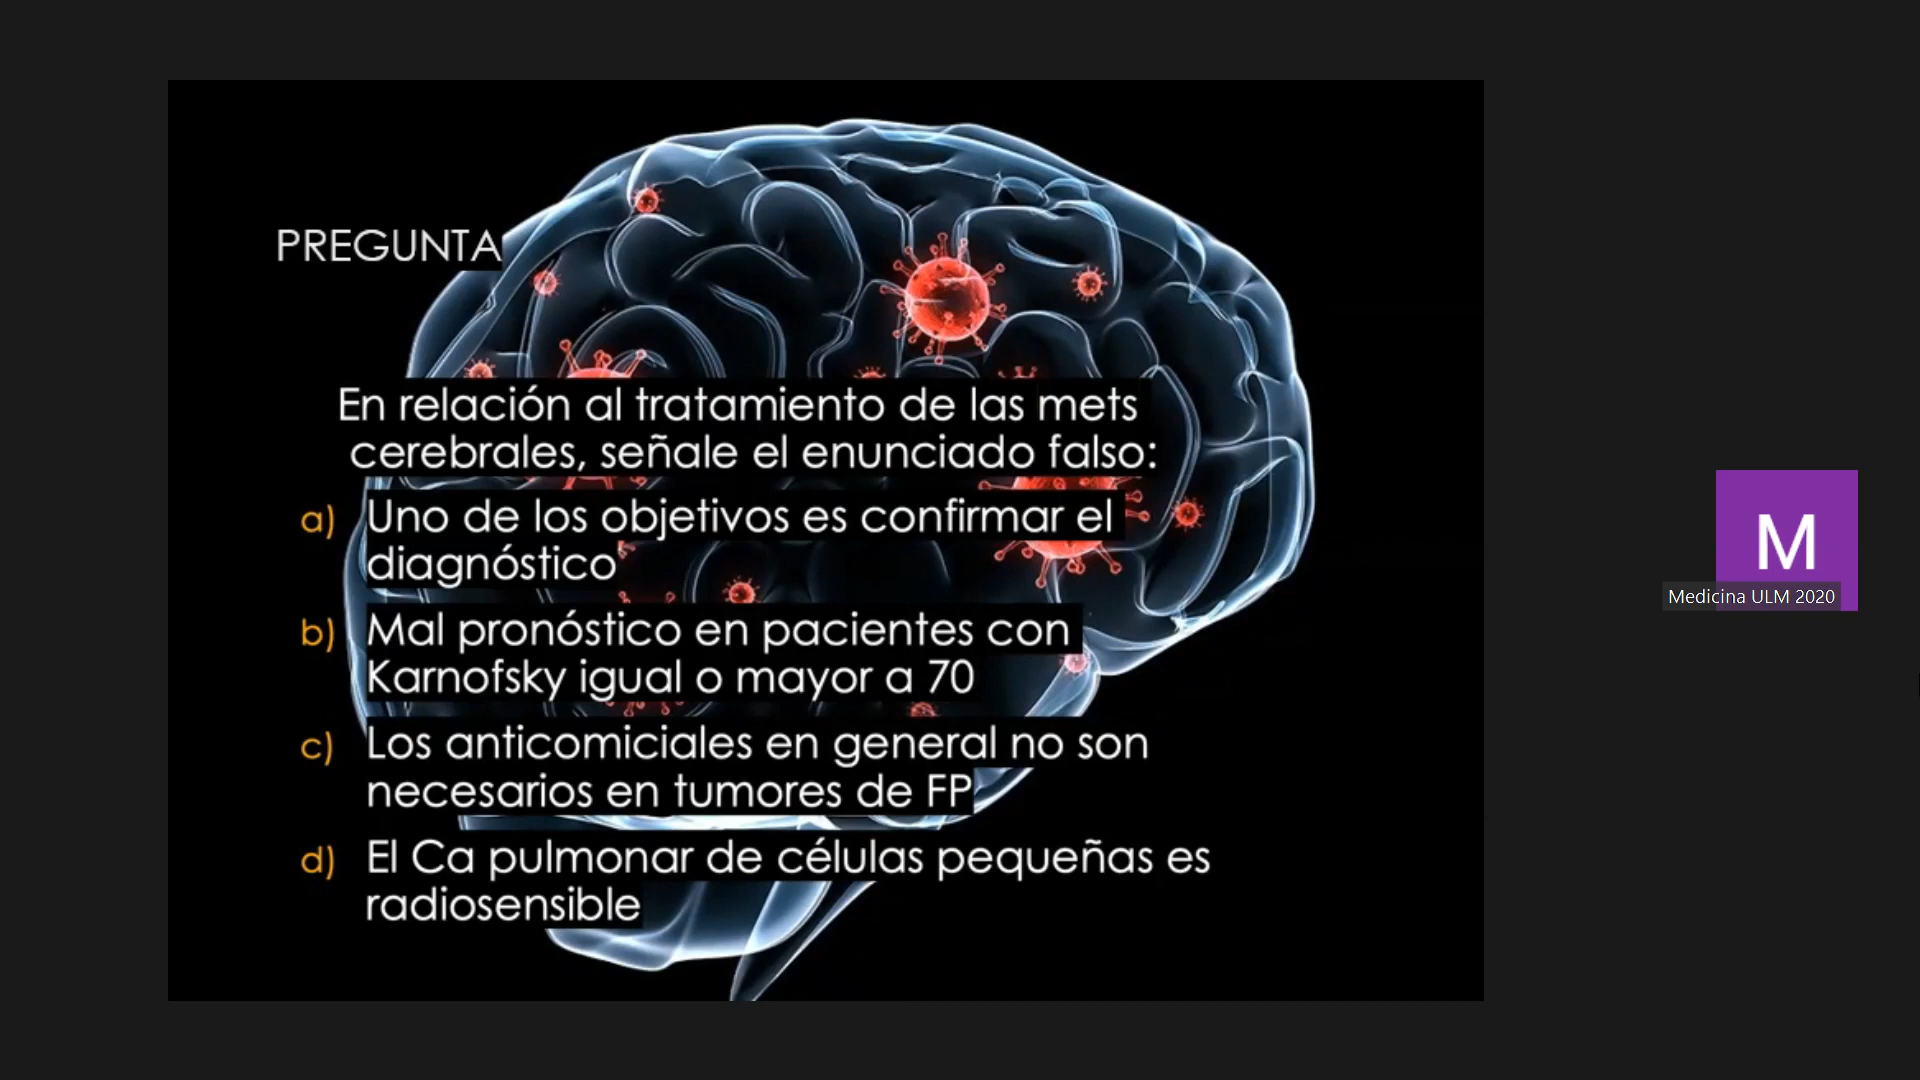 PREGUNTA
En relación al tratamiento de las mets
cerebrales, señale el enunciado falso:
a) Uno de los objetivos es confirmar el
diagnóstico
b) Mal pronóstico en pacientes con
Karnofsky igual o mayor a 70
c) Los anticomiciales en general no son
necesarios en tumores de FP
d) El Ca pulmonar de células pequeñas es
radiosensible
M
Medicina ULM 2020